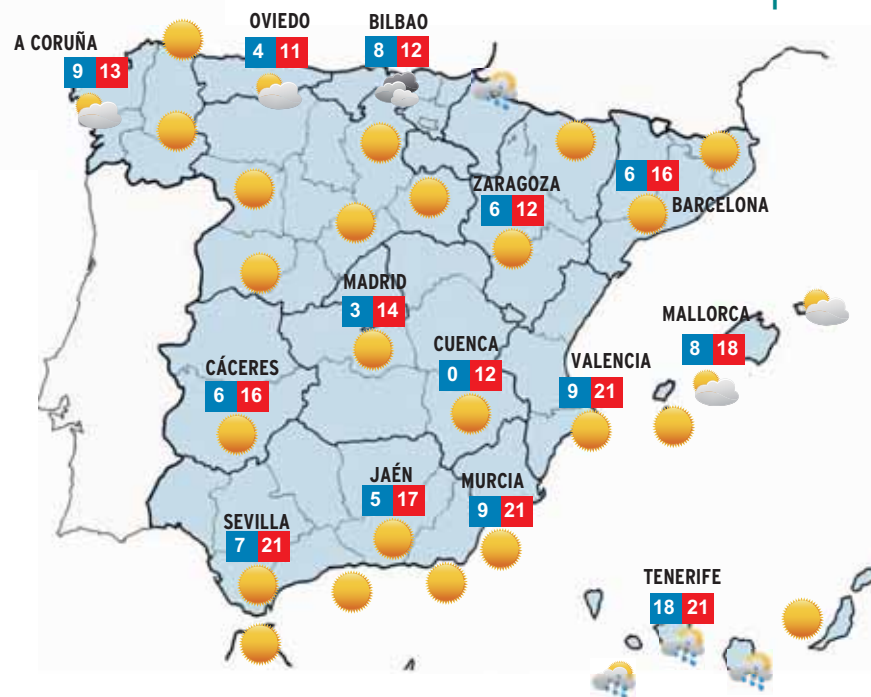 OVIEDO
4 11
BILBAO
8 12
A CORUÑA
9 13
ZARAGOZA
6 12
6 16
BARCELONA
MADRID
3 14
MALLORCA
8 18
CUENCA
0 12
VALENCIA
9 21
CÁCERES
6 16
JAÉN
5 17
MURCIA
9 21
SEVILLA
7 21
TENERIFE
18 21